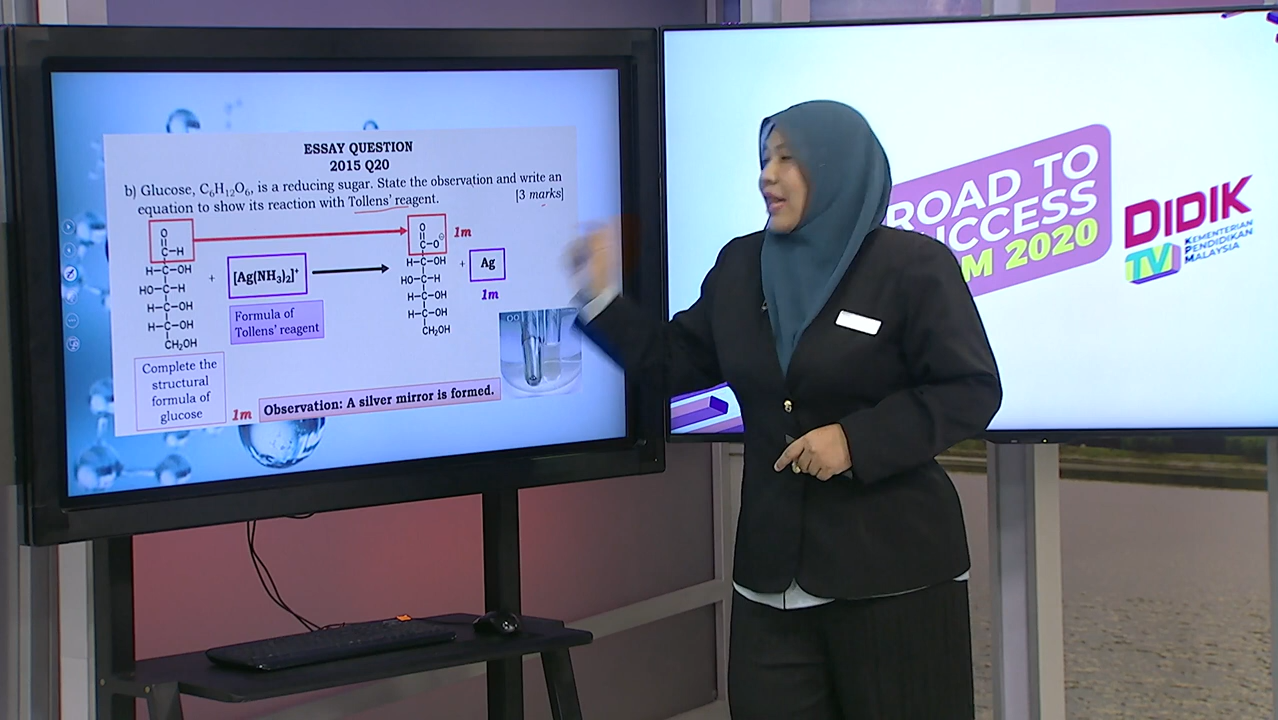 ESSAY QUESTION
2015 Q20
b) Glucose, C₆H₁₂O₆, is a reducing sugar. State the observation and write an
equation to show its reaction with Tollens' reagent.
[3 marks]
O
C—H
H—C—OH
HO—C—H
H—C—OH
H—C—OH
CH₂OH
+
[Ag(NH₃)₂]⁺
Formula of
Tollens' reagent
O
C—O⊖
H—C—OH
HO—C—H
H—C—OH
H—C—OH
CH₂OH
1m
+
Ag
1m
Complete the
structural
formula of
glucose
1m
Observation: A silver mirror is formed.
ROAD TO
UCCESS
M 2020
DIDIK
TV
KEMENTERIAN
PENDIDIKAN
MALAYSIA